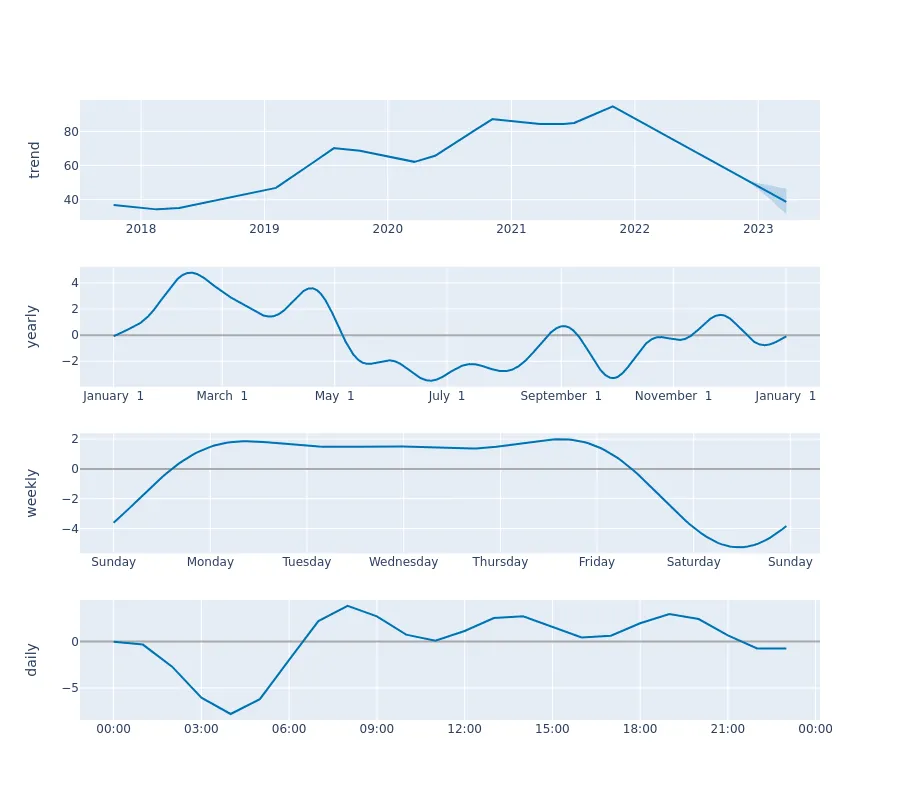 trend
80
60
40
2018 2019 2020 2021 2022 2023
yearly
4
2
0
−2
January 1 March 1 May 1 July 1 September 1 November 1 January 1
weekly
2
0
−2
−4
Sunday Monday Tuesday Wednesday Thursday Friday Saturday Sunday
daily
0
−5
00:00 03:00 06:00 09:00 12:00 15:00 18:00 21:00 00:00